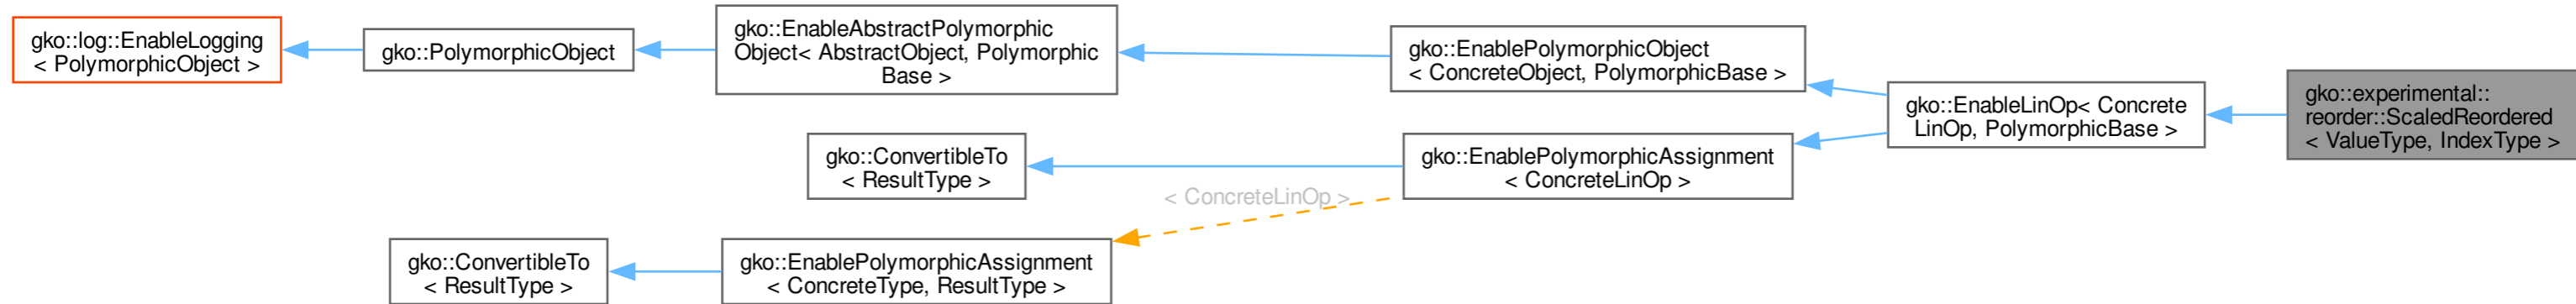 gko::log::EnableLogging
< PolymorphicObject >
gko::PolymorphicObject
gko::EnableAbstractPolymorphic
Object< AbstractObject, Polymorphic
Base >
gko::EnablePolymorphicObject
< ConcreteObject, PolymorphicBase >
gko::EnableLinOp< Concrete
LinOp, PolymorphicBase >
gko::experimental::
reorder::ScaledReordered
< ValueType, IndexType >
gko::ConvertibleTo
< ResultType >
gko::EnablePolymorphicAssignment
< ConcreteLinOp >
< ConcreteLinOp >
gko::ConvertibleTo
< ResultType >
gko::EnablePolymorphicAssignment
< ConcreteType, ResultType >